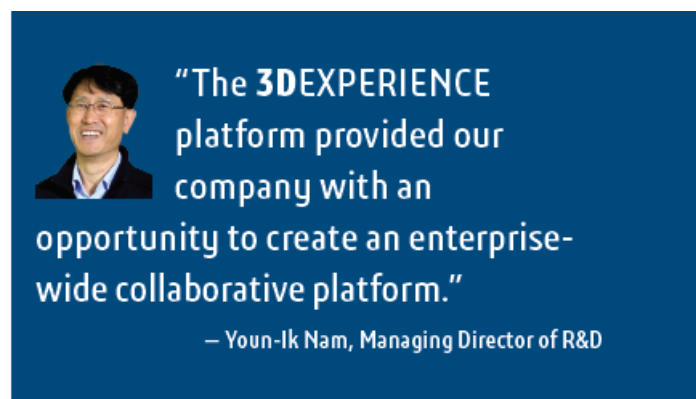 “The 3DEXPERIENCE
platform provided our
company with an
opportunity to create an enterprise-
wide collaborative platform.”
– Youn-Ik Nam, Managing Director of R&D